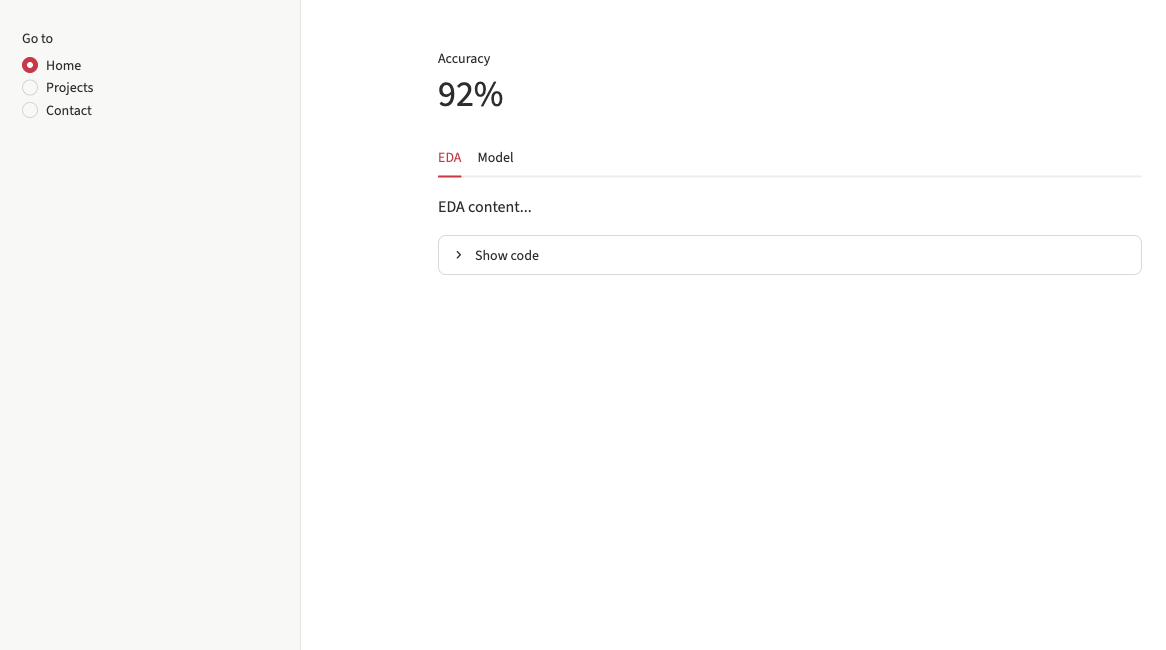 Go to
Home
Projects
Contact
Accuracy
92%
EDA Model
EDA content...
Show code